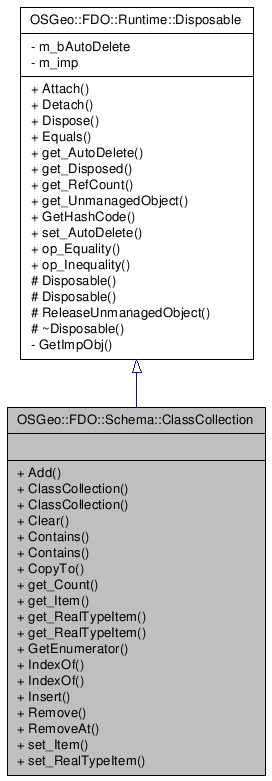 OSGeo::FDO::Runtime::Disposable
- m_bAutoDelete
- m_imp
+ Attach()
+ Detach()
+ Dispose()
+ Equals()
+ get_AutoDelete()
+ get_Disposed()
+ get_RefCount()
+ get_UnmanagedObject()
+ GetHashCode()
+ set_AutoDelete()
+ op_Equality()
+ op_Inequality()
# Disposable()
# Disposable()
# ReleaseUnmanagedObject()
# ~Disposable()
- GetImpObj()
OSGeo::FDO::Schema::ClassCollection
+ Add()
+ ClassCollection()
+ ClassCollection()
+ Clear()
+ Contains()
+ Contains()
+ CopyTo()
+ get_Count()
+ get_Item()
+ get_RealTypeItem()
+ get_RealTypeItem()
+ GetEnumerator()
+ IndexOf()
+ IndexOf()
+ Insert()
+ Remove()
+ RemoveAt()
+ set_Item()
+ set_RealTypeItem()